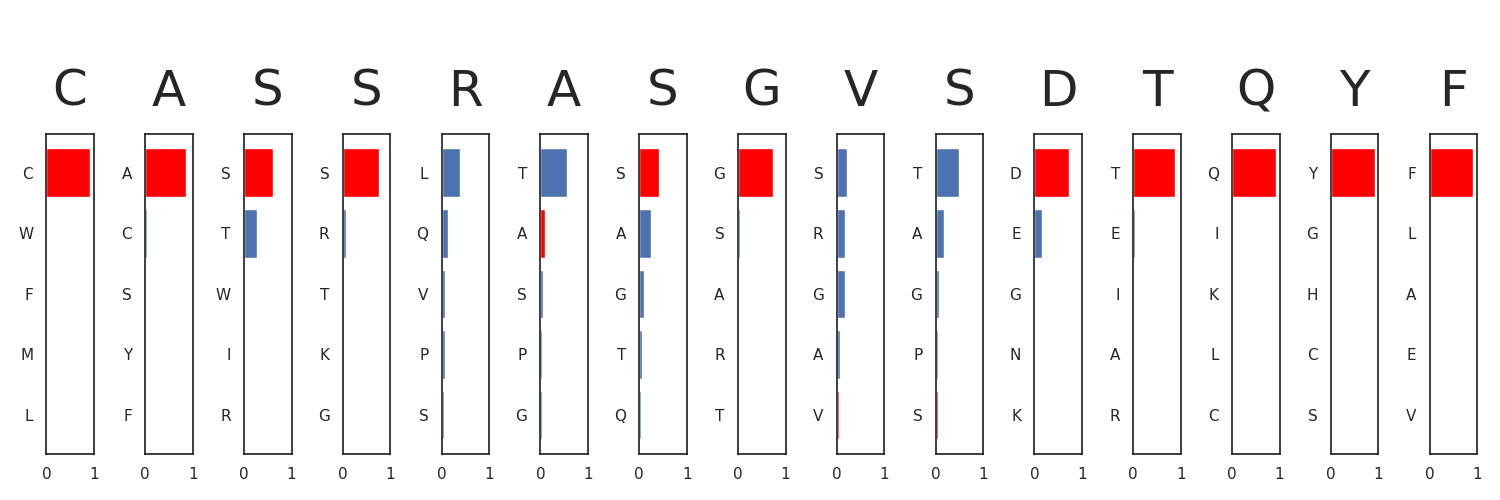 C A S S R A S G V S D T Q Y F
C A S S L T S G S T D T Q Y F
W C T R Q A A S R A E E I G L
F S W T V S G A G G G I K H A
M Y I K P P T R A P N A L C E
L F R G S G Q T V S K R C S V
0 1 0 1 0 1 0 1 0 1 0 1 0 1 0 1 0 1 0 1 0 1 0 1 0 1 0 1 0 1